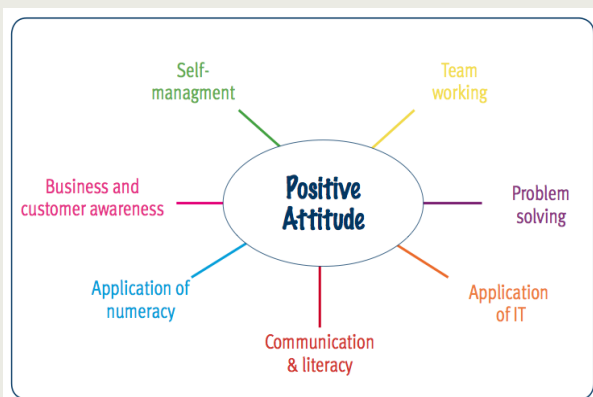 Self-
managment
Team
working
Business and
customer awareness
Positive
Attitude
Problem
solving
Application of
numeracy
Application
of IT
Communication
& literacy